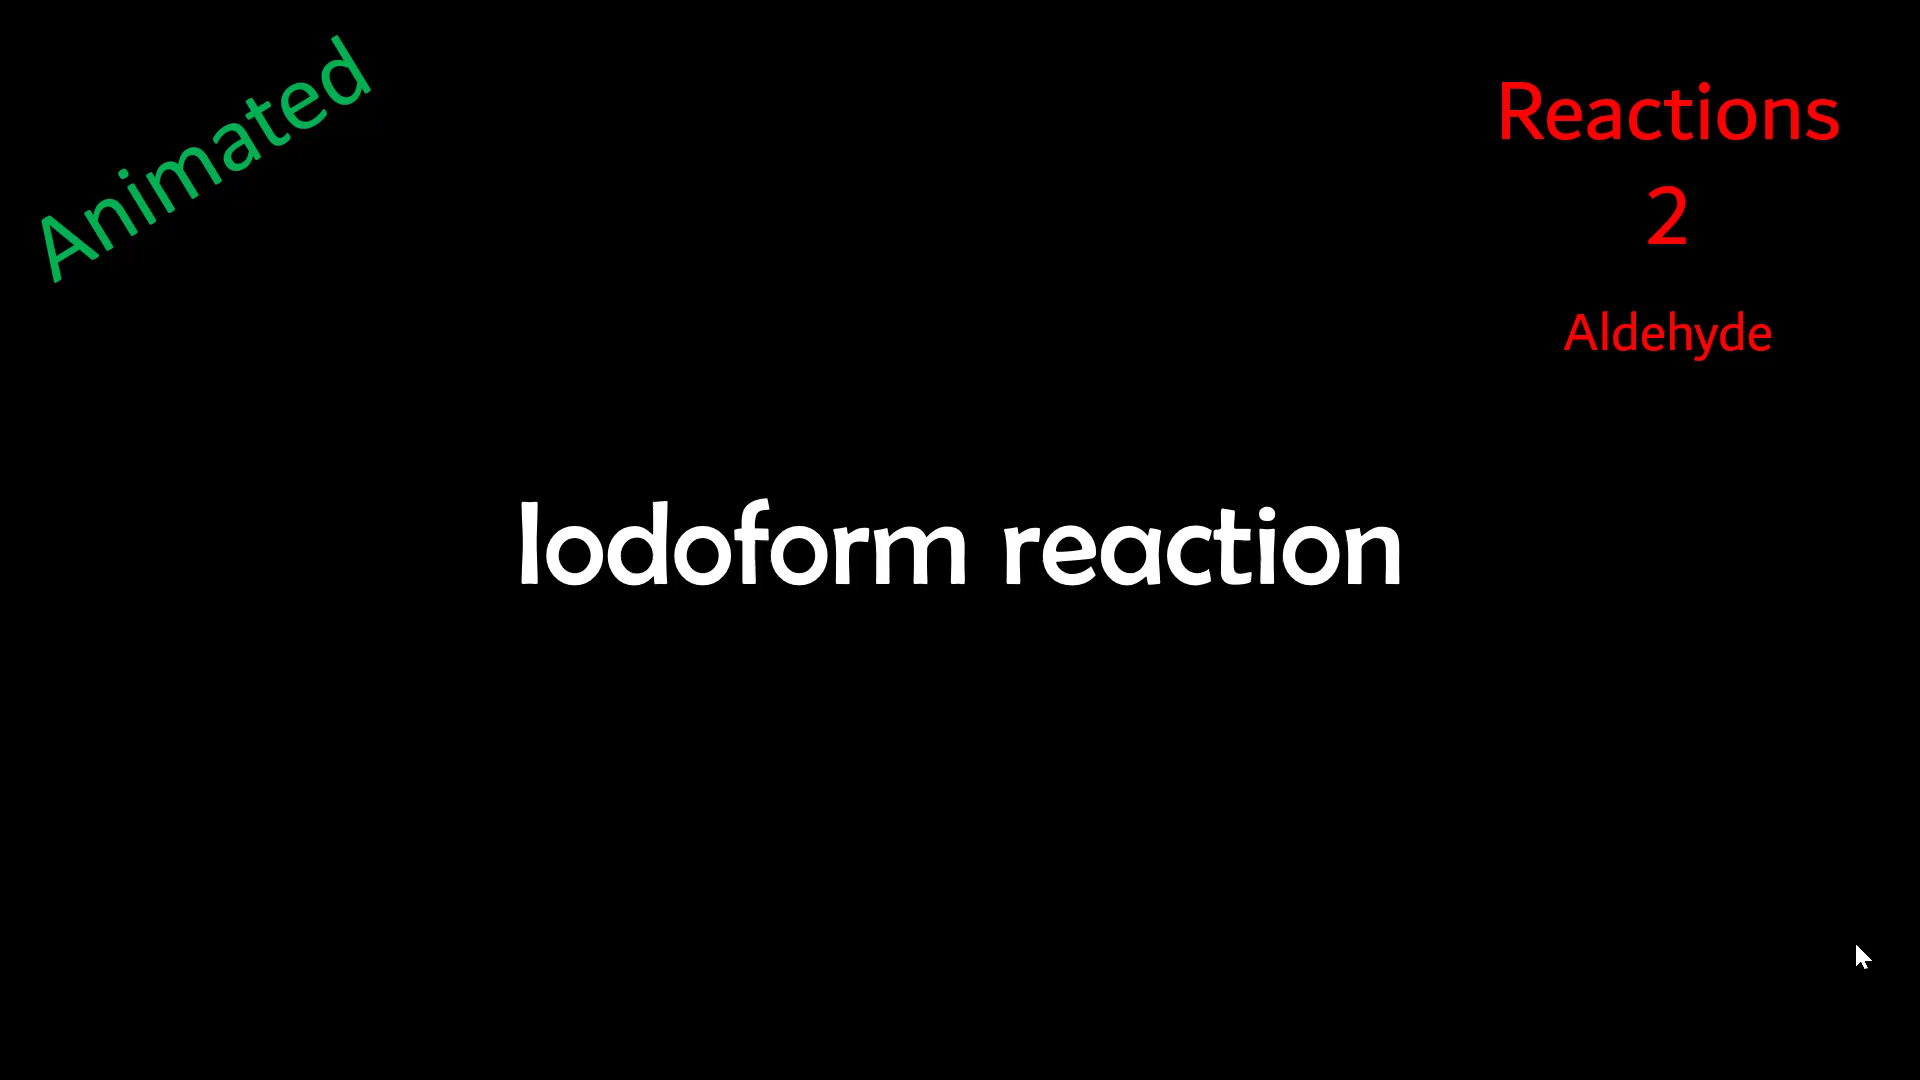 Animated
Reactions
2
Aldehyde
Iodoform reaction